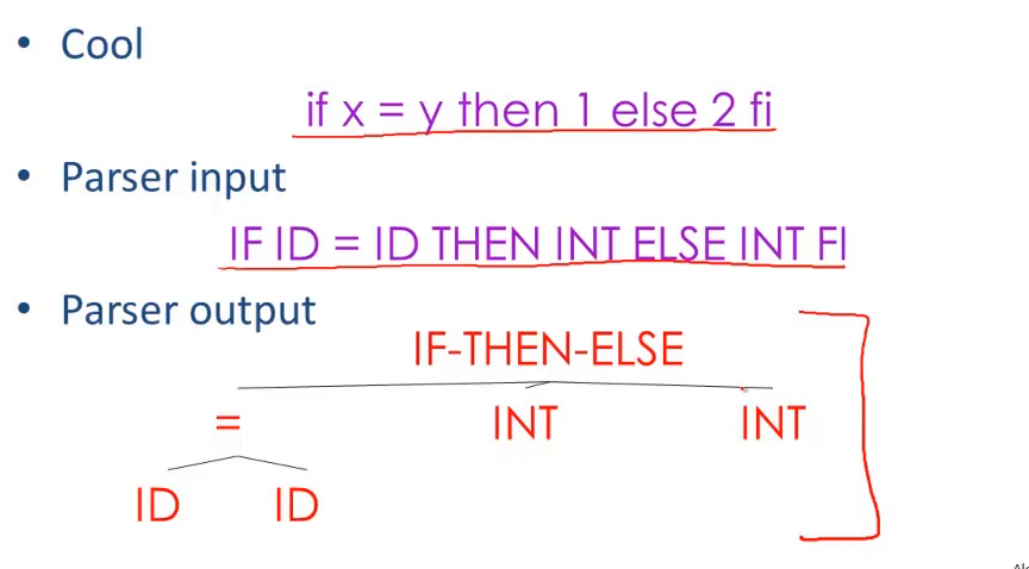 • Cool
if x = y then 1 else 2 fi
• Parser input
IF ID = ID THEN INT ELSE INT FI
• Parser output
IF-THEN-ELSE
= INT INT
ID ID